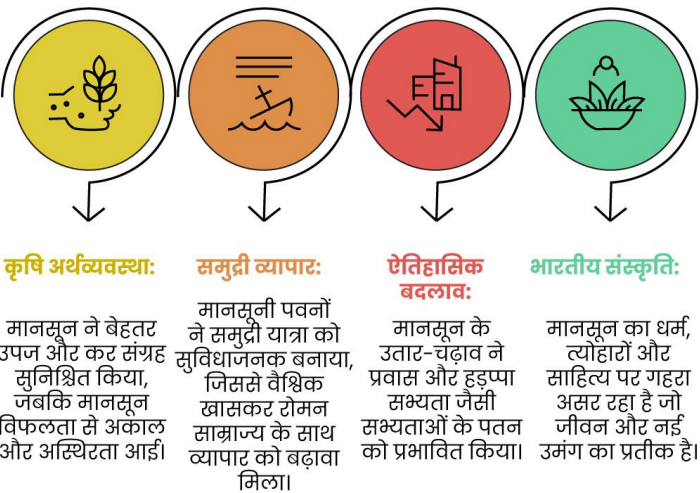 कृषि अर्थव्यवस्था:
मानसून ने बेहतर
उपज और कर संग्रह
सुनिश्चित किया,
जबकि मानसून
विफलता से अकाल
और अस्थिरता आई।
समुद्री व्यापार:
मानसूनी पवनों
ने समुद्री यात्रा को
सुविधाजनक बनाया,
जिससे वैश्विक
खासकर रोमन
साम्राज्य के साथ
व्यापार को बढ़ावा
मिला।
ऐतिहासिक
बदलाव:
मानसून के
उतार-चढ़ाव ने
प्रवास और हड़प्पा
सभ्यता जैसी
सभ्यताओं के पतन
को प्रभावित किया।
भारतीय संस्कृति:
मानसून का धर्म,
त्योहारों और
साहित्य पर गहरा
असर रहा है जो
जीवन और नई
उमंग का प्रतीक है।